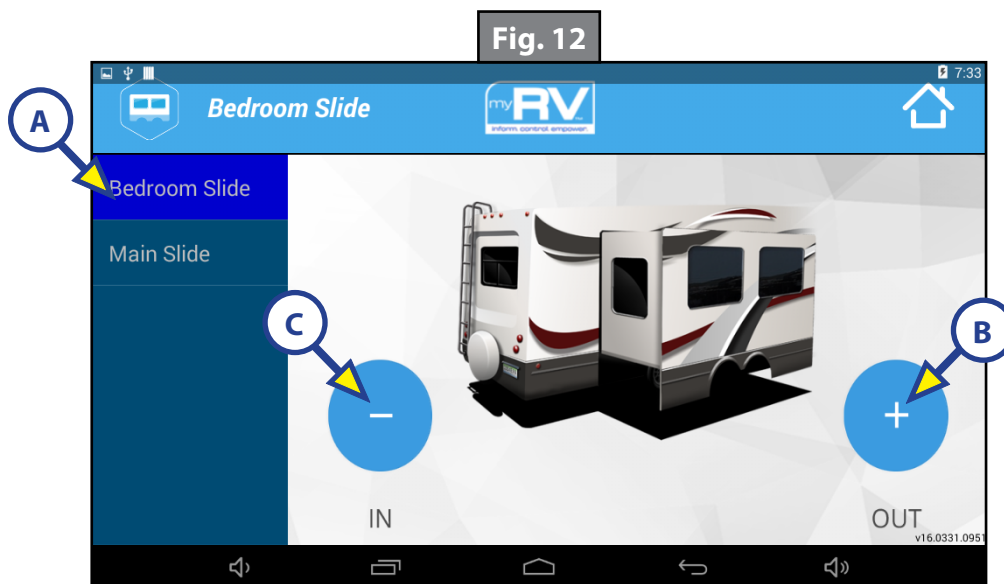 Fig. 12
7:33
Bedroom Slide
myRV
inform. control. empower.
A
Bedroom Slide
Main Slide
C
B
−
+
IN
OUT
v16.0331.0951